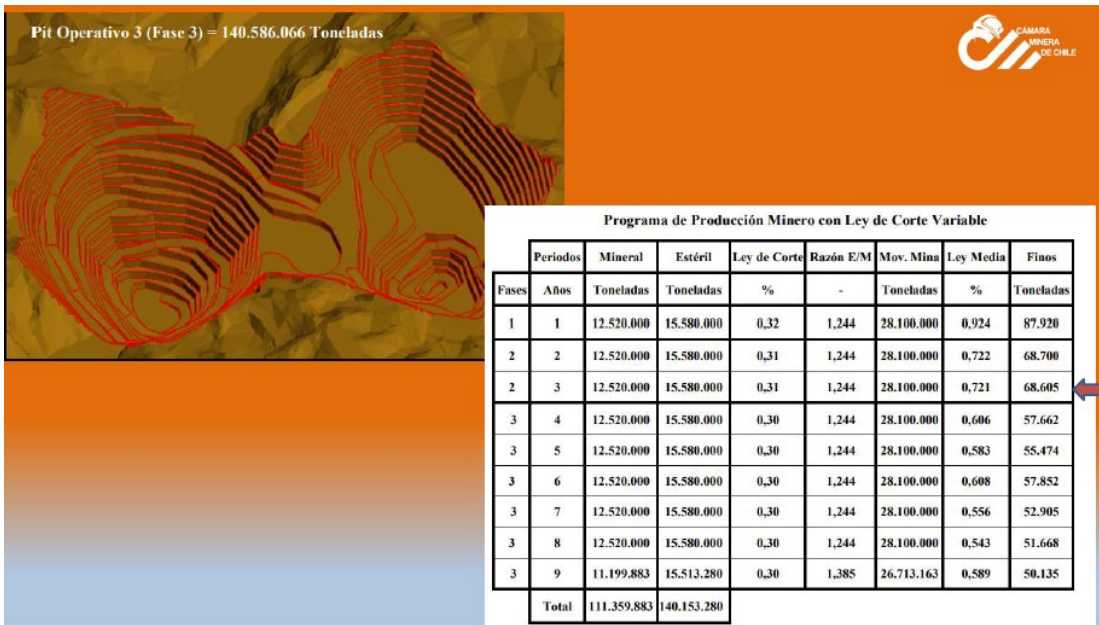 Pit Operativo 3 (Fase 3) = 140.586.066 Toneladas
CÁMARA
MINERA
DE CHILE
Programa de Producción Minero con Ley de Corte Variable
Periodos Mineral Estéril Ley de Corte Razón E/M Mov. Mina Ley Media Finos
Fases Años Toneladas Toneladas % - Toneladas % Toneladas
1 1 12.520.000 15.580.000 0,32 1,244 28.100.000 0,924 87.920
2 2 12.520.000 15.580.000 0,31 1,244 28.100.000 0,722 68.700
2 3 12.520.000 15.580.000 0,31 1,244 28.100.000 0,721 68.605
3 4 12.520.000 15.580.000 0,30 1,244 28.100.000 0,606 57.662
3 5 12.520.000 15.580.000 0,30 1,244 28.100.000 0,583 55.474
3 6 12.520.000 15.580.000 0,30 1,244 28.100.000 0,608 57.852
3 7 12.520.000 15.580.000 0,30 1,244 28.100.000 0,556 52.905
3 8 12.520.000 15.580.000 0,30 1,244 28.100.000 0,543 51.668
3 9 11.199.883 15.513.280 0,30 1,385 26.713.163 0,589 50.135
Total 111.359.883 140.153.280